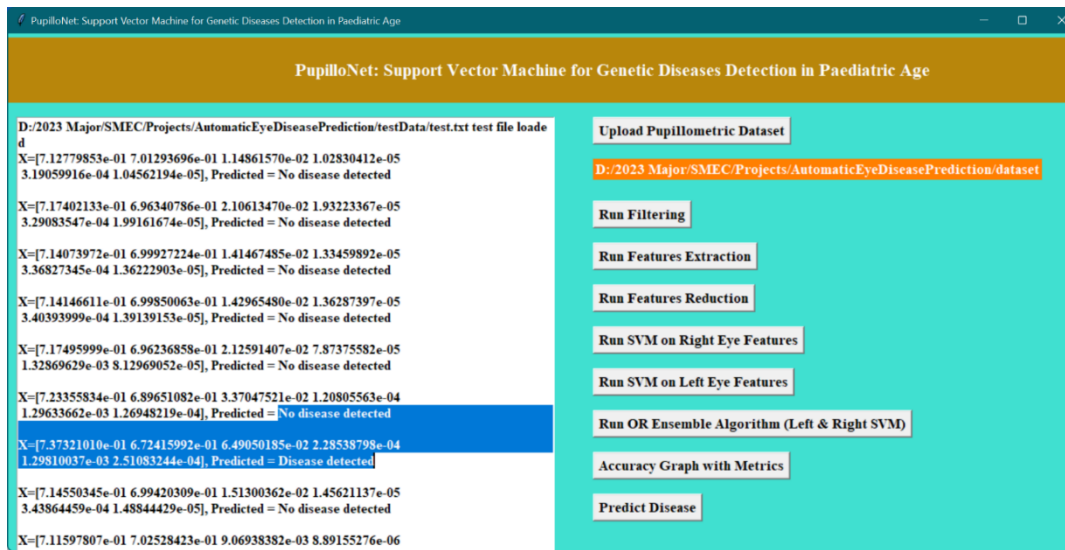 PupilloNet: Support Vector Machine for Genetic Diseases Detection in Paediatric Age
PupilloNet: Support Vector Machine for Genetic Diseases Detection in Paediatric Age
D:/2023 Major/SMEC/Projects/AutomaticEyeDiseasePrediction/testData/test.txt test file loade
d
X=[7.12779853e-01 7.01293696e-01 1.14861570e-02 1.02830412e-05
3.19059916e-04 1.04562194e-05], Predicted = No disease detected
X=[7.17402133e-01 6.96340786e-01 2.10613470e-02 1.93223367e-05
3.29083547e-04 1.99161674e-05], Predicted = No disease detected
X=[7.14073972e-01 6.99927224e-01 1.41467485e-02 1.33459892e-05
3.36827345e-04 1.36222903e-05], Predicted = No disease detected
X=[7.14146611e-01 6.99850063e-01 1.42965480e-02 1.36287397e-05
3.40393999e-04 1.39139153e-05], Predicted = No disease detected
X=[7.17495999e-01 6.96236858e-01 2.12591407e-02 7.87375582e-05
1.32869629e-03 8.12969052e-05], Predicted = No disease detected
X=[7.23355834e-01 6.89651082e-01 3.37047521e-02 1.20805563e-04
1.29633662e-03 1.26948219e-04], Predicted = No disease detected
X=[7.37321010e-01 6.72415992e-01 6.49050185e-02 2.28538798e-04
1.29810037e-03 2.51083244e-04], Predicted = Disease detected
X=[7.14550345e-01 6.99420309e-01 1.51300362e-02 1.45621137e-05
3.43864459e-04 1.48844429e-05], Predicted = No disease detected
X=[7.11597807e-01 7.02528423e-01 9.06938382e-03 8.89155276e-06
Upload Pupillometric Dataset
D:/2023 Major/SMEC/Projects/AutomaticEyeDiseasePrediction/dataset
Run Filtering
Run Features Extraction
Run Features Reduction
Run SVM on Right Eye Features
Run SVM on Left Eye Features
Run OR Ensemble Algorithm (Left & Right SVM)
Accuracy Graph with Metrics
Predict Disease